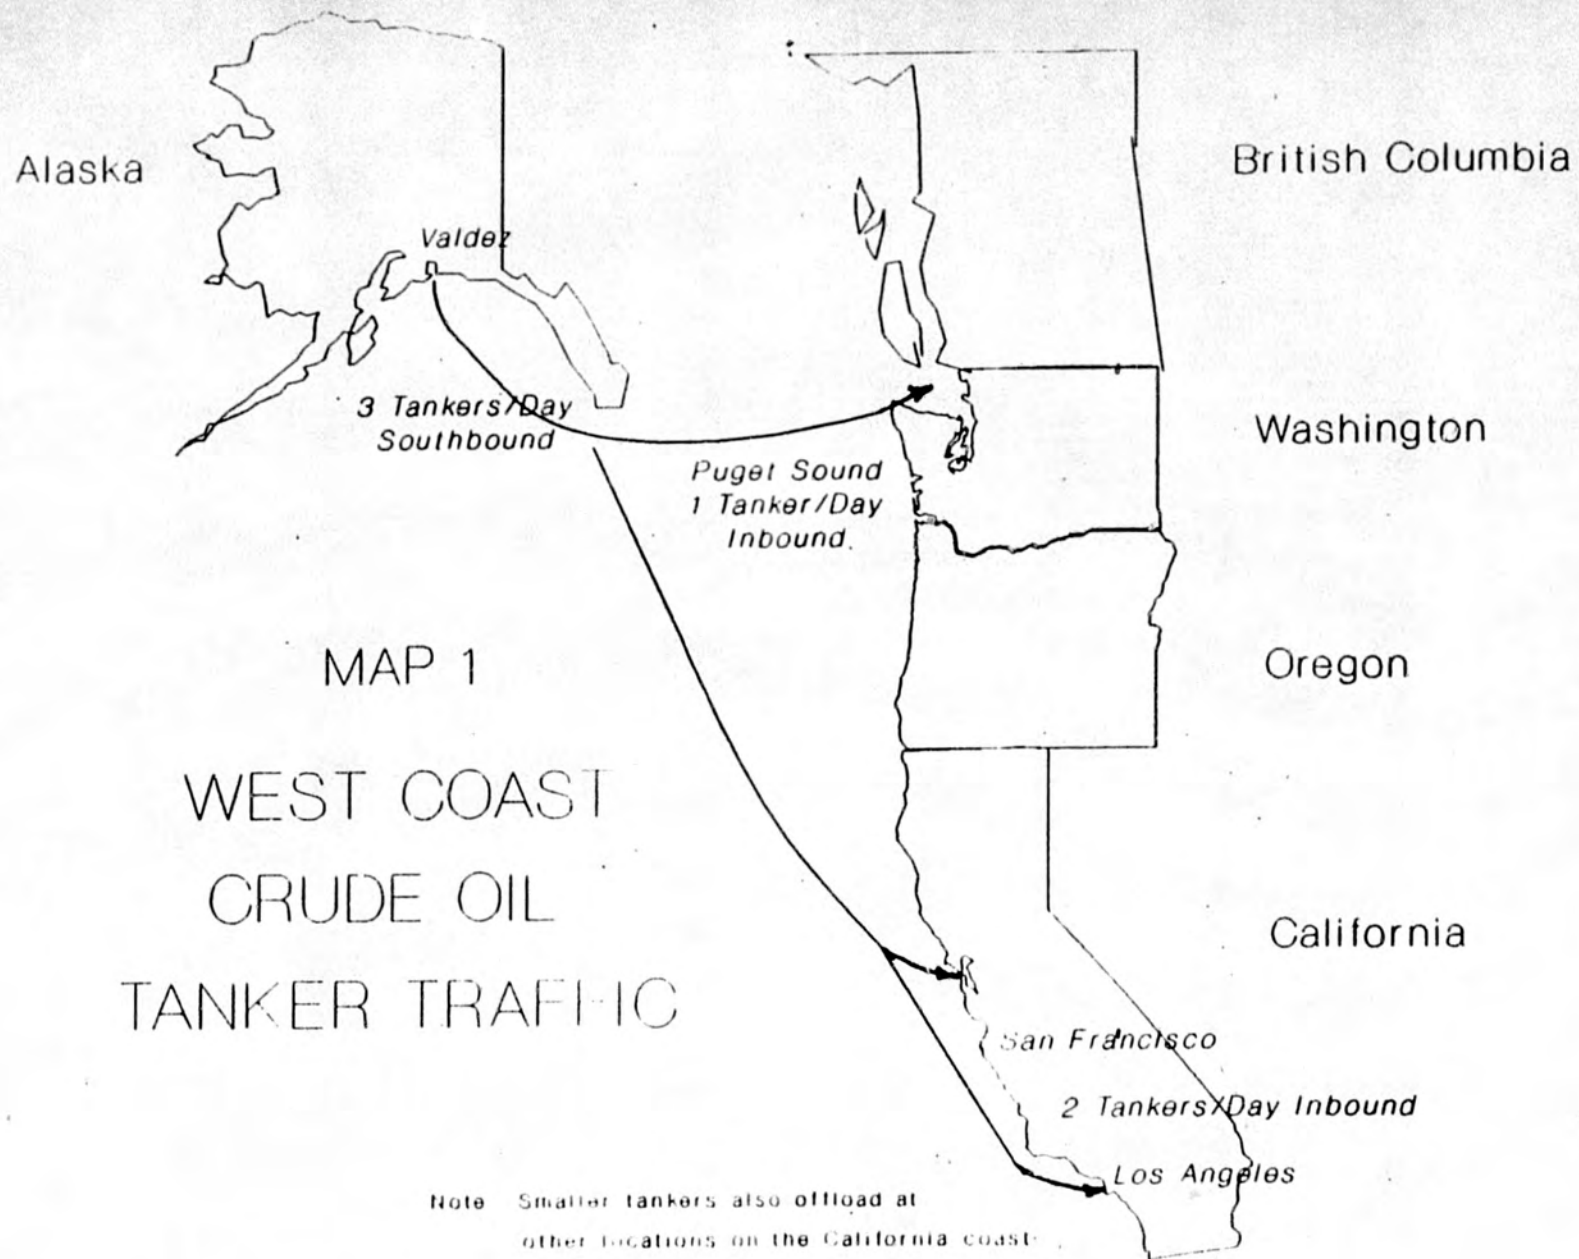 Alaska
British Columbia
Valdez
3 Tankers/Day
Southbound
Washington
Puget Sound
1 Tanker/Day
Inbound
MAP 1
Oregon
WEST COAST
CRUDE OIL
TANKER TRAFFIC
California
San Francisco
2 Tankers/Day Inbound
Los Angeles
Note Smaller tankers also offload at
other locations on the California coast